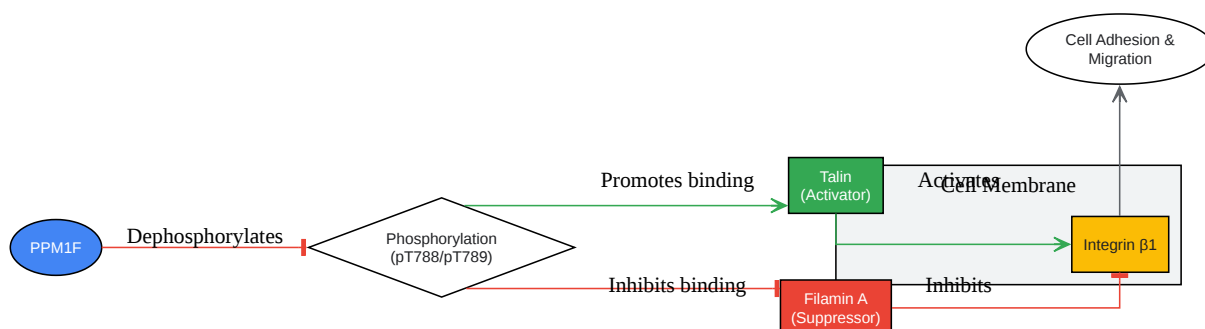 Cell Adhesion &
Migration
Talin
(Activator)
Promotes binding
Activates
Cell Membrane
PPM1F
Dephosphorylates
Phosphorylation
(pT788/pT789)
Integrin β1
Inhibits binding
Filamin A
(Suppressor)
Inhibits